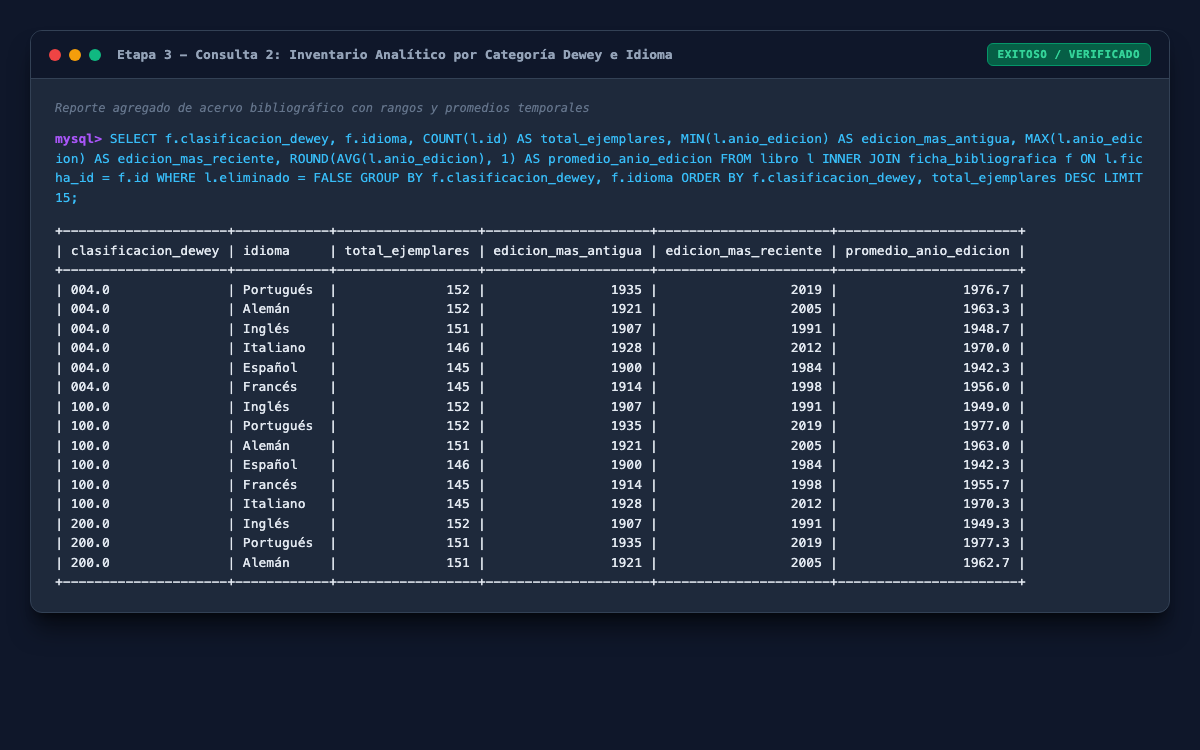 Etapa 3 – Consulta 2: Inventario Analítico por Categoría Dewey e Idioma
EXITOSO / VERIFICADO
Reporte agregado de acervo bibliográfico con rangos y promedios temporales
mysql> SELECT f.clasificacion_dewey, f.idioma, COUNT(l.id) AS total_ejemplares, MIN(l.anio_edicion) AS edicion_mas_antigua, MAX(l.anio_edic
ion) AS edicion_mas_reciente, ROUND(AVG(l.anio_edicion), 1) AS promedio_anio_edicion FROM libro l INNER JOIN ficha_bibliografica f ON l.fic
ha_id = f.id WHERE l.eliminado = FALSE GROUP BY f.clasificacion_dewey, f.idioma ORDER BY f.clasificacion_dewey, total_ejemplares DESC LIMIT
15;
+---------------------+------------+------------------+---------------------+----------------------+-----------------------+
| clasificacion_dewey | idioma     | total_ejemplares | edicion_mas_antigua | edicion_mas_reciente | promedio_anio_edicion |
+---------------------+------------+------------------+---------------------+----------------------+-----------------------+
| 004.0               | Portugués  |              152 |                1935 |                 2019 |                1976.7 |
| 004.0               | Alemán     |              152 |                1921 |                 2005 |                1963.3 |
| 004.0               | Inglés     |              151 |                1907 |                 1991 |                1948.7 |
| 004.0               | Italiano   |              146 |                1928 |                 2012 |                1970.0 |
| 004.0               | Español    |              145 |                1900 |                 1984 |                1942.3 |
| 004.0               | Francés    |              145 |                1914 |                 1998 |                1956.0 |
| 100.0               | Inglés     |              152 |                1907 |                 1991 |                1949.0 |
| 100.0               | Portugués  |              152 |                1935 |                 2019 |                1977.0 |
| 100.0               | Alemán     |              151 |                1921 |                 2005 |                1963.0 |
| 100.0               | Español    |              146 |                1900 |                 1984 |                1942.3 |
| 100.0               | Francés    |              145 |                1914 |                 1998 |                1955.7 |
| 100.0               | Italiano   |              145 |                1928 |                 2012 |                1970.3 |
| 200.0               | Inglés     |              152 |                1907 |                 1991 |                1949.3 |
| 200.0               | Portugués  |              151 |                1935 |                 2019 |                1977.3 |
| 200.0               | Alemán     |              151 |                1921 |                 2005 |                1962.7 |
+---------------------+------------+------------------+---------------------+----------------------+-----------------------+